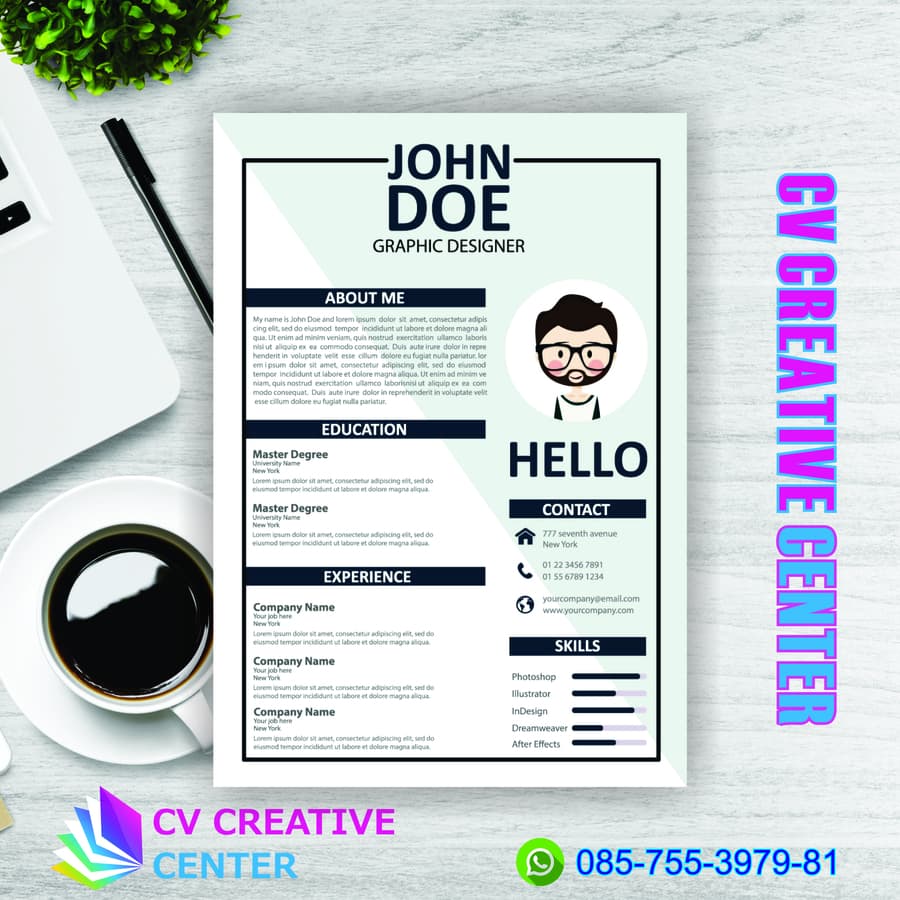 JOHN
DOE
GRAPHIC DESIGNER
ABOUT ME
My name is John Doe and lorem ipsum dolor sit amet, consectetur adipis
cing elit, sed do eiusmod tempor incididunt ut labore et dolore magna ali
qua. Ut enim ad minim veniam, quis nostrud exercitation ullamco laboris
nisi ut aliquip ex ea commodo consequat. Duis aute irure dolor in repre
henderit in voluptate velit esse cillum dolore eu fugiat nulla pariatur. lor
em ipsum dolor sit amet, consectetur adipiscing elit, sed do eiusmod
tempor incididunt ut labore et dolore magna aliqua. Ut enim ad minim ve
niam, quis nostrud exercitation ullamco laborisnisi ut aliquip ex ea com
modo consequat. Duis aute irure dolor in reprehenderit in voluptate velit
esse cillum dolore eu fugiat nulla pariatur.
EDUCATION
Master Degree
University Name
New York
Lorem ipsum dolor sit amet, consectetur adipiscing elit, sed do eiusmod
tempor incididunt ut labore et dolore magna aliqua.
Master Degree
University Name
New York
Lorem ipsum dolor sit amet, consectetur adipiscing elit, sed do eiusmod
tempor incididunt ut labore et dolore magna aliqua.
EXPERIENCE
Company Name
Your job here
New York
Lorem ipsum dolor sit amet, consectetur adipiscing elit, sed do
eiusmod tempor incididunt ut labore et dolore magna aliqua.
Company Name
Your job here
New York
Lorem ipsum dolor sit amet, consectetur adipiscing elit, sed do
eiusmod tempor incididunt ut labore et dolore magna aliqua.
Company Name
Your job here
New York
Lorem ipsum dolor sit amet, consectetur adipiscing elit, sed do
eiusmod tempor incididunt ut labore et dolore magna aliqua.
HELLO
CONTACT
777 seventh avenue
New York
01 22 3456 7891
01 55 6789 1234
yourcompany@email.com
www.yourcompany.com
SKILLS
Photoshop
Illustrator
InDesign
Dreamweaver
After Effects
CV CREATIVE CENTER
CV CREATIVE
CENTER
085-755-3979-81